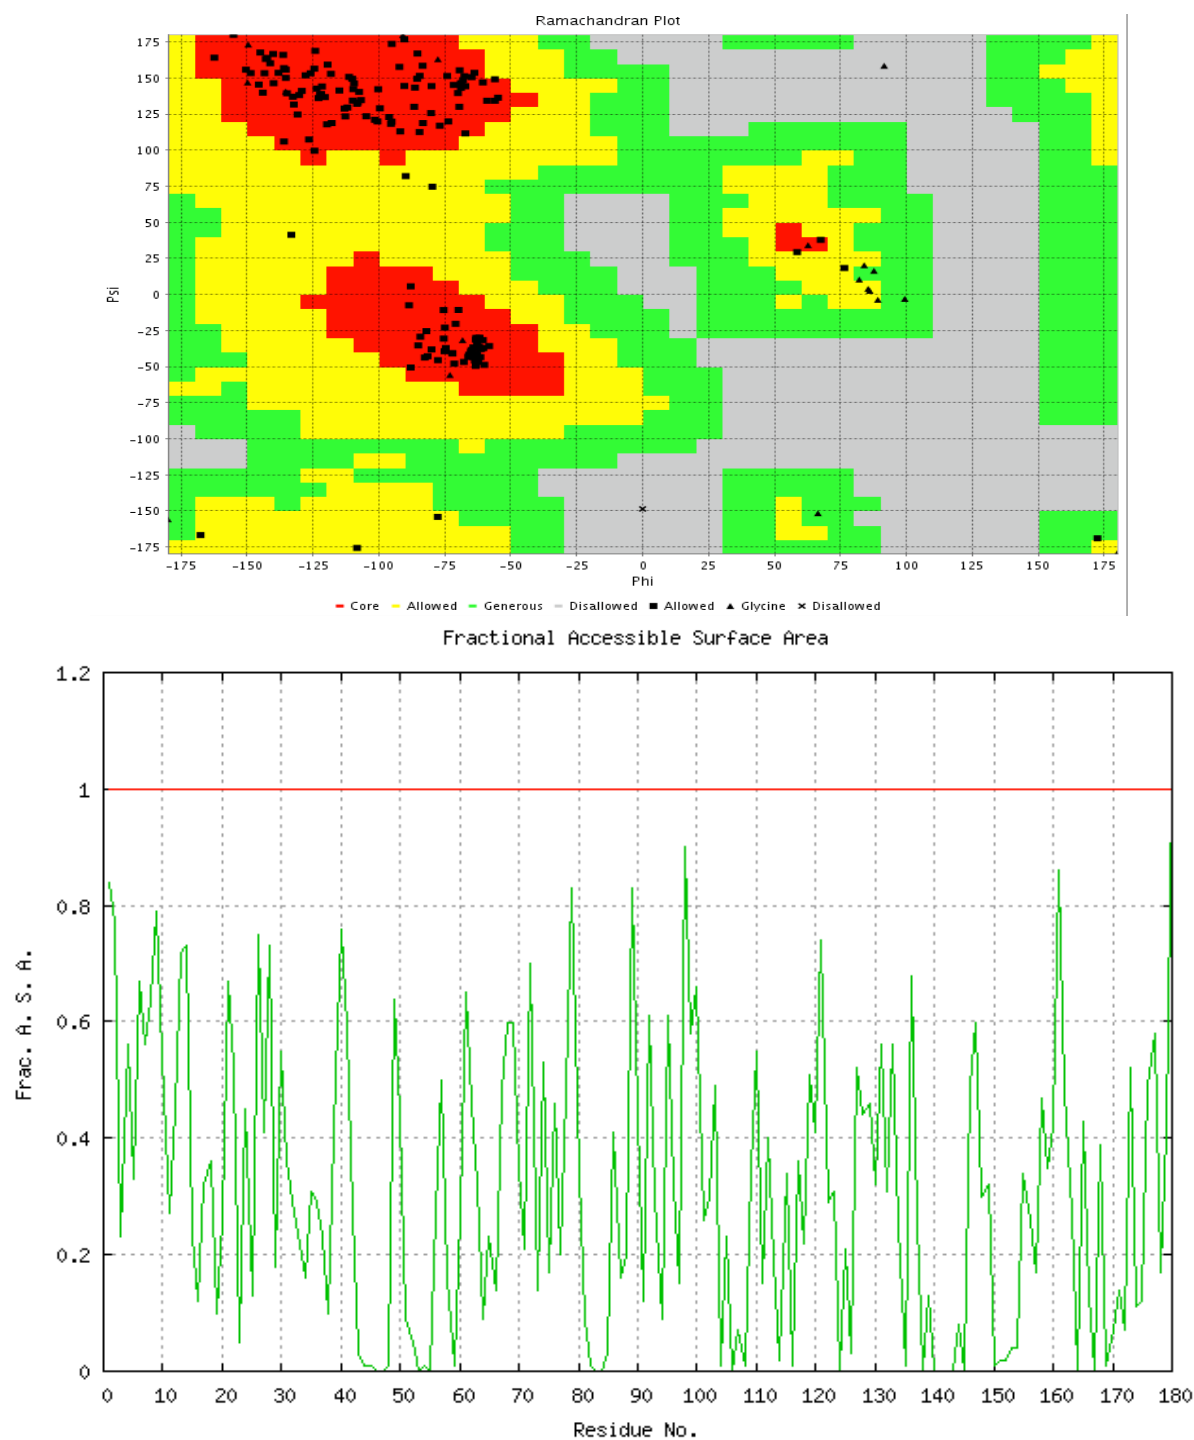 Ramachandran Plot
175
150
125
100
75
50
25
0
-25
-50
-75
-100
-125
-150
-175
Psi
-175 -150 -125 -100 -75 -50 -25 0 25 50 75 100 125 150 175
Phi
Core Allowed Generous Disallowed Allowed Glycine Disallowed
Fractional Accessible Surface Area
1.2
1
0.8
0.6
0.4
0.2
0
Frac. A. S. A.
0 10 20 30 40 50 60 70 80 90 100 110 120 130 140 150 160 170 180
Residue No.